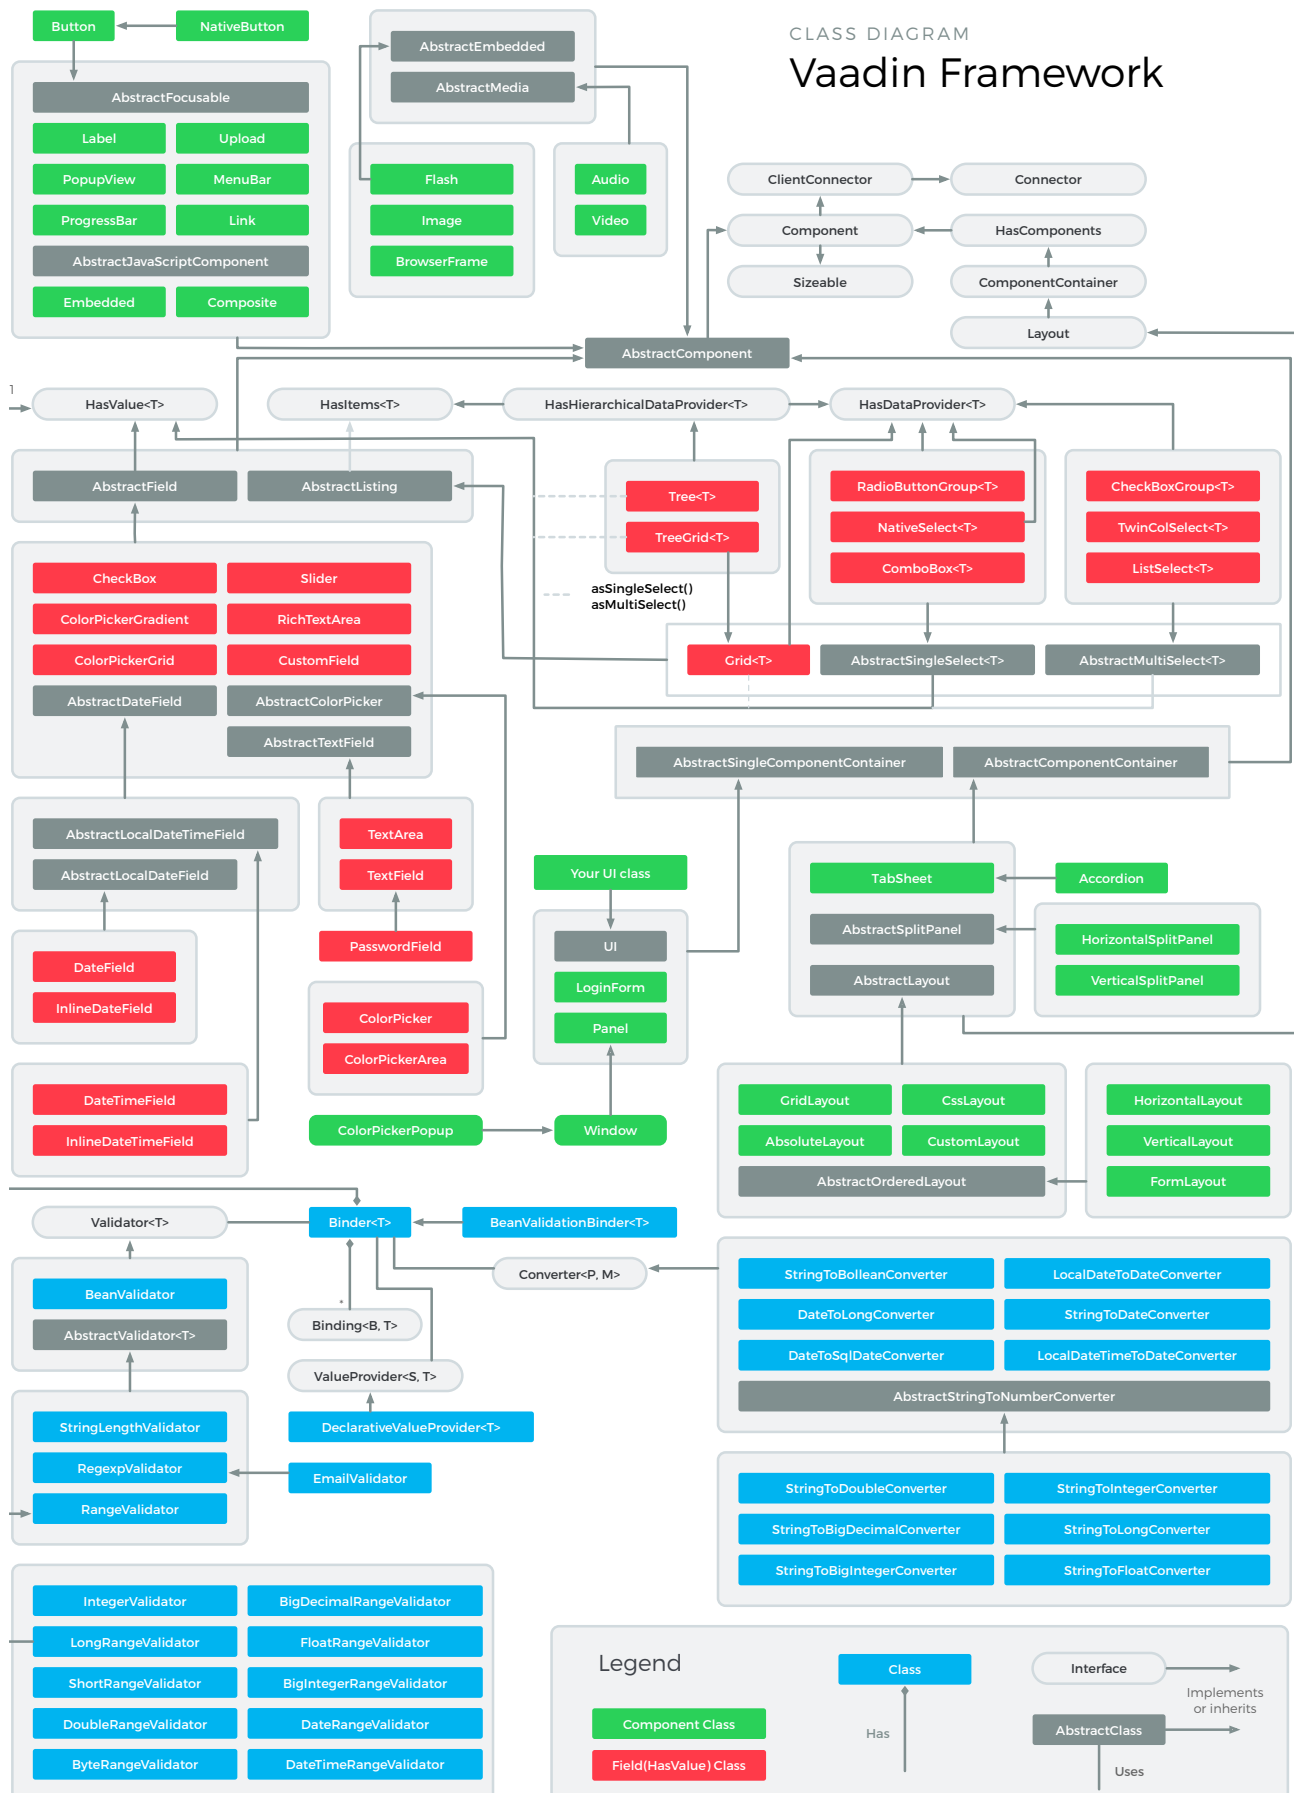 CLASS DIAGRAM
Vaadin Framework
Button
NativeButton
AbstractFocusable
Label
Upload
PopupView
MenuBar
ProgressBar
Link
AbstractJavaScriptComponent
Embedded
Composite
AbstractEmbedded
AbstractMedia
Flash
Image
BrowserFrame
Audio
Video
ClientConnector
Connector
Component
HasComponents
Sizeable
ComponentContainer
Layout
AbstractComponent
1
HasValue<T>
HasItems<T>
HasHierarchicalDataProvider<T>
HasDataProvider<T>
AbstractField
AbstractListing
Tree<T>
TreeGrid<T>
RadioButtonGroup<T>
NativeSelect<T>
ComboBox<T>
CheckBoxGroup<T>
TwinColSelect<T>
ListSelect<T>
asSingleSelect()
asMultiSelect()
CheckBox
Slider
ColorPickerGradient
RichTextArea
ColorPickerGrid
CustomField
AbstractDateField
AbstractColorPicker
AbstractTextField
Grid<T>
AbstractSingleSelect<T>
AbstractMultiSelect<T>
AbstractSingleComponentContainer
AbstractComponentContainer
AbstractLocalDateTimeField
AbstractLocalDateField
TextArea
TextField
PasswordField
DateField
InlineDateField
ColorPicker
ColorPickerArea
DateTimeField
InlineDateTimeField
ColorPickerPopup
Window
Your UI class
UI
LoginForm
Panel
TabSheet
Accordion
AbstractSplitPanel
AbstractLayout
HorizontalSplitPanel
VerticalSplitPanel
GridLayout
CssLayout
AbsoluteLayout
CustomLayout
AbstractOrderedLayout
HorizontalLayout
VerticalLayout
FormLayout
Validator<T>
Binder<T>
BeanValidationBinder<T>
Converter<P, M>
BeanValidator
AbstractValidator<T>
Binding<B, T>
ValueProvider<S, T>
DeclarativeValueProvider<T>
StringLengthValidator
RegexpValidator
RangeValidator
EmailValidator
StringToBolleanConverter
LocalDateToDateConverter
DateToLongConverter
StringToDateConverter
DateToSqlDateConverter
LocalDateTimeToDateConverter
AbstractStringToNumberConverter
StringToDoubleConverter
StringToIntegerConverter
StringToBigDecimalConverter
StringToLongConverter
StringToBigIntegerConverter
StringToFloatConverter
IntegerValidator
BigDecimalRangeValidator
LongRangeValidator
FloatRangeValidator
ShortRangeValidator
BigIntegerRangeValidator
DoubleRangeValidator
DateRangeValidator
ByteRangeValidator
DateTimeRangeValidator
Legend
Component Class
Field(HasValue) Class
Class
Has
Interface
Implements
or inherits
AbstractClass
Uses